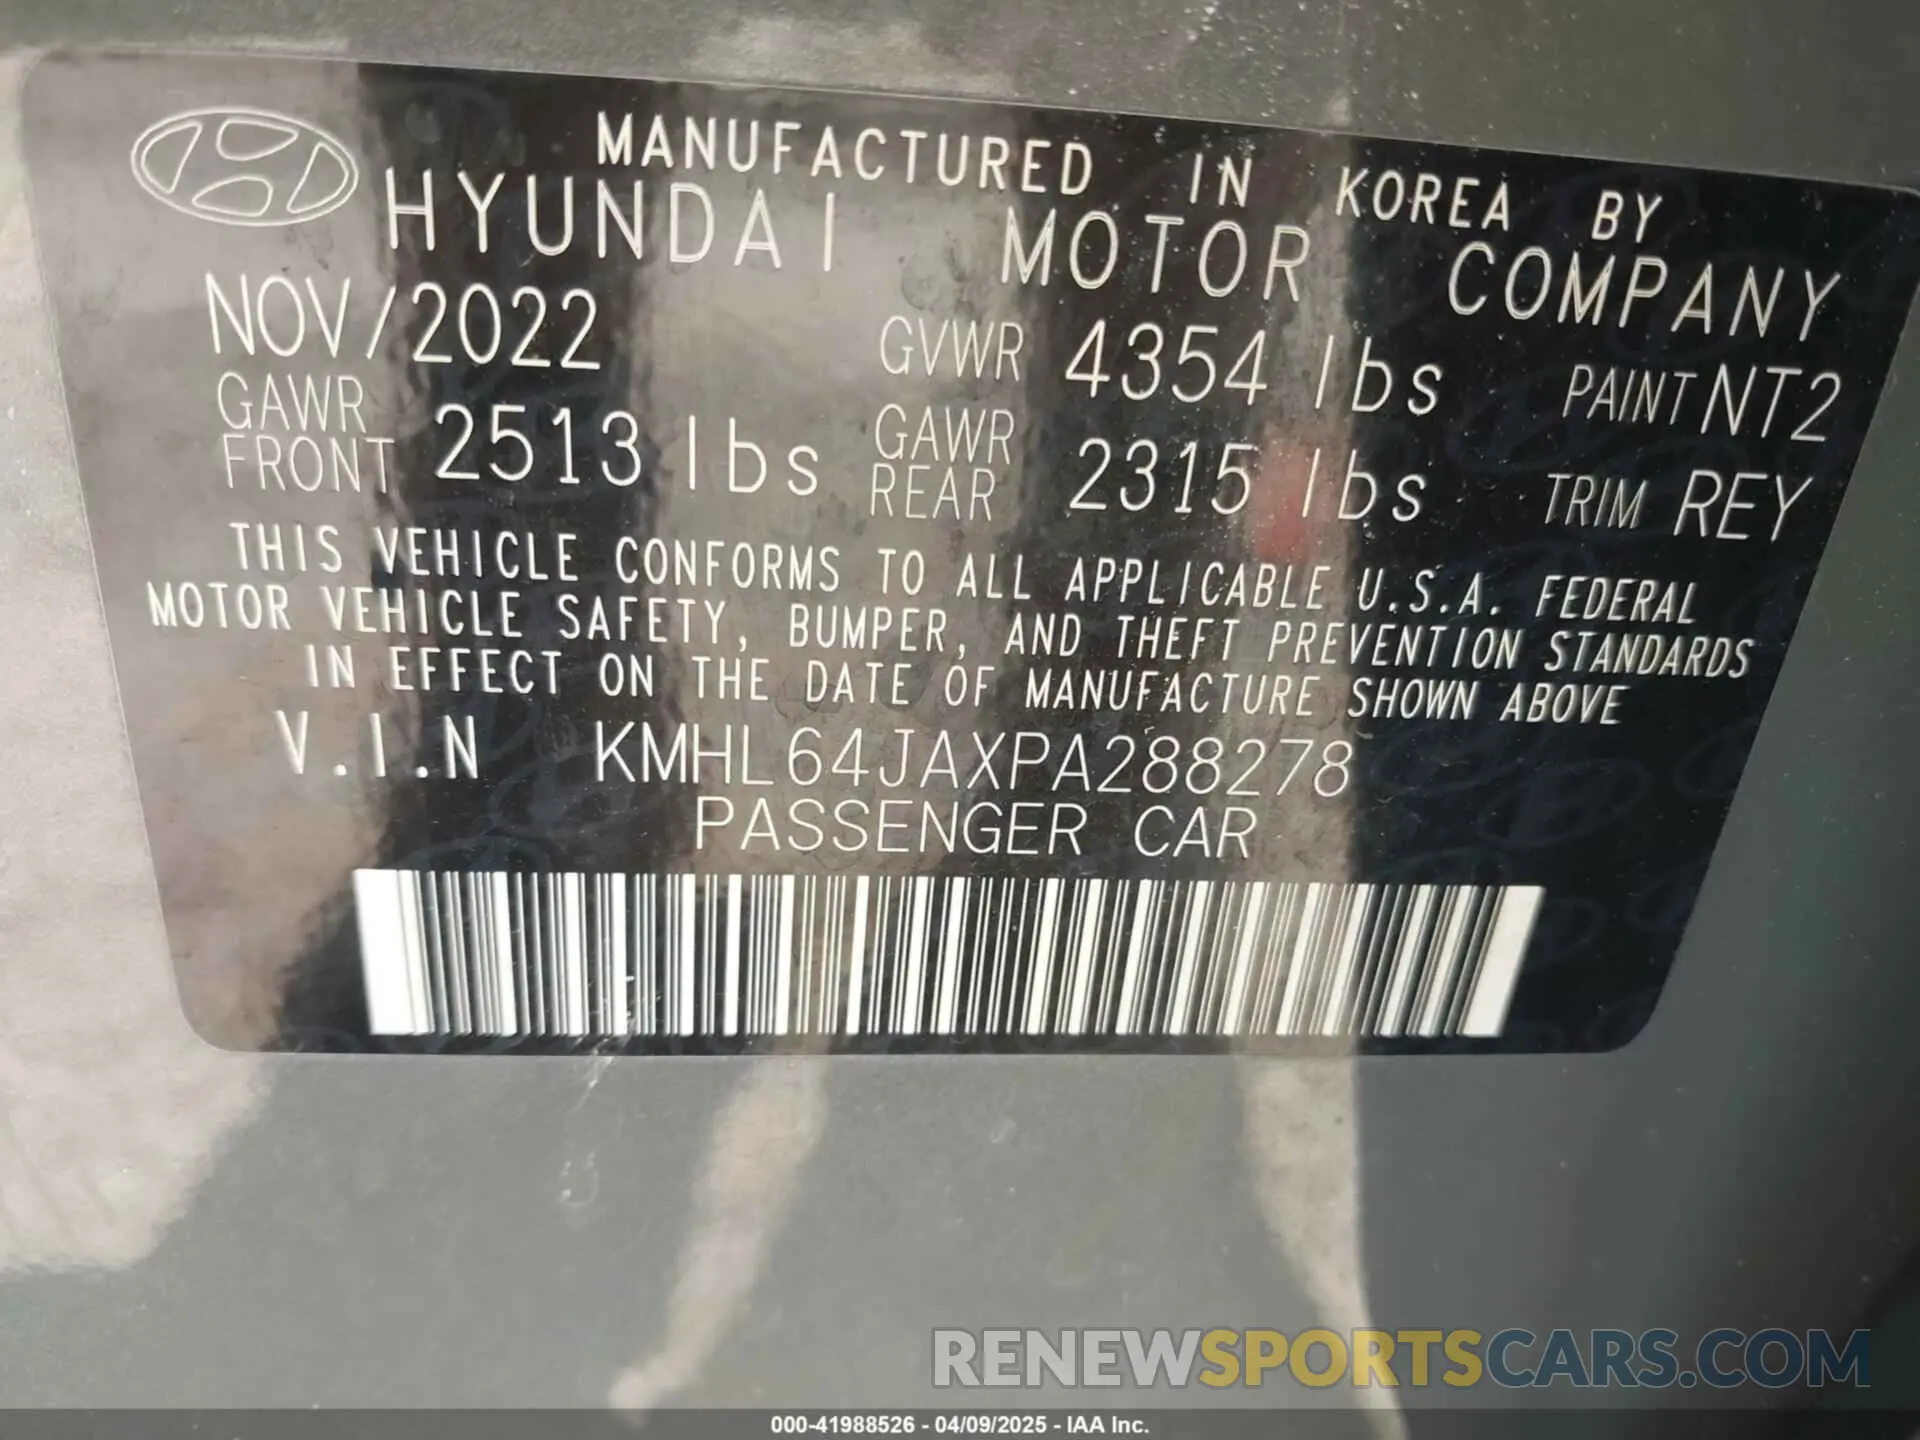 MANUFACTURED IN KOREA BY
HYUNDAI MOTOR COMPANY
NOV/2022 GVWR 4354 lbs PAINT NT2
GAWR FRONT 2513 lbs GAWR REAR 2315 lbs TRIM REY
THIS VEHICLE CONFORMS TO ALL APPLICABLE U.S.A. FEDERAL
MOTOR VEHICLE SAFETY, BUMPER, AND THEFT PREVENTION STANDARDS
IN EFFECT ON THE DATE OF MANUFACTURE SHOWN ABOVE
V.I.N KMHL64JAXPA288278
PASSENGER CAR
RENEWSPORTSCARS.COM
000-41988526 - 04/09/2025 - IAA Inc.